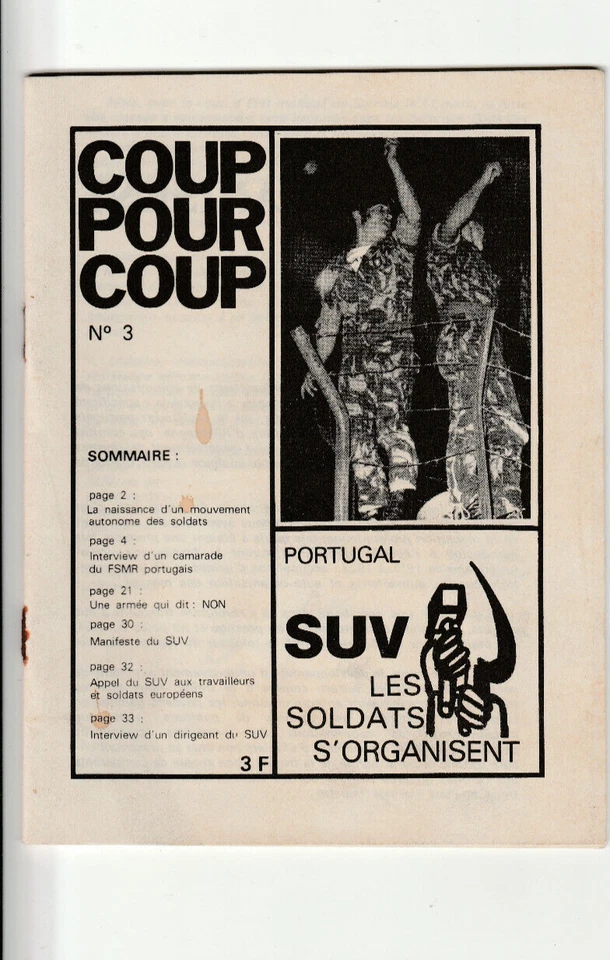 COUP
POUR
COUP
Nº 3
SOMMAIRE :
page 2 :
La naissance d'un mouvement
autonome des soldats
page 4 :
Interview d'un camarade
du FSMR portugais
page 21 :
Une armée qui dit : NON
page 30 :
Manifeste du SUV
page 32 :
Appel du SUV aux travailleurs
et soldats européens
page 33 :
Interview d'un dirigeant du SUV
3 F
PORTUGAL
SUV
LES
SOLDATS
S'ORGANISENT